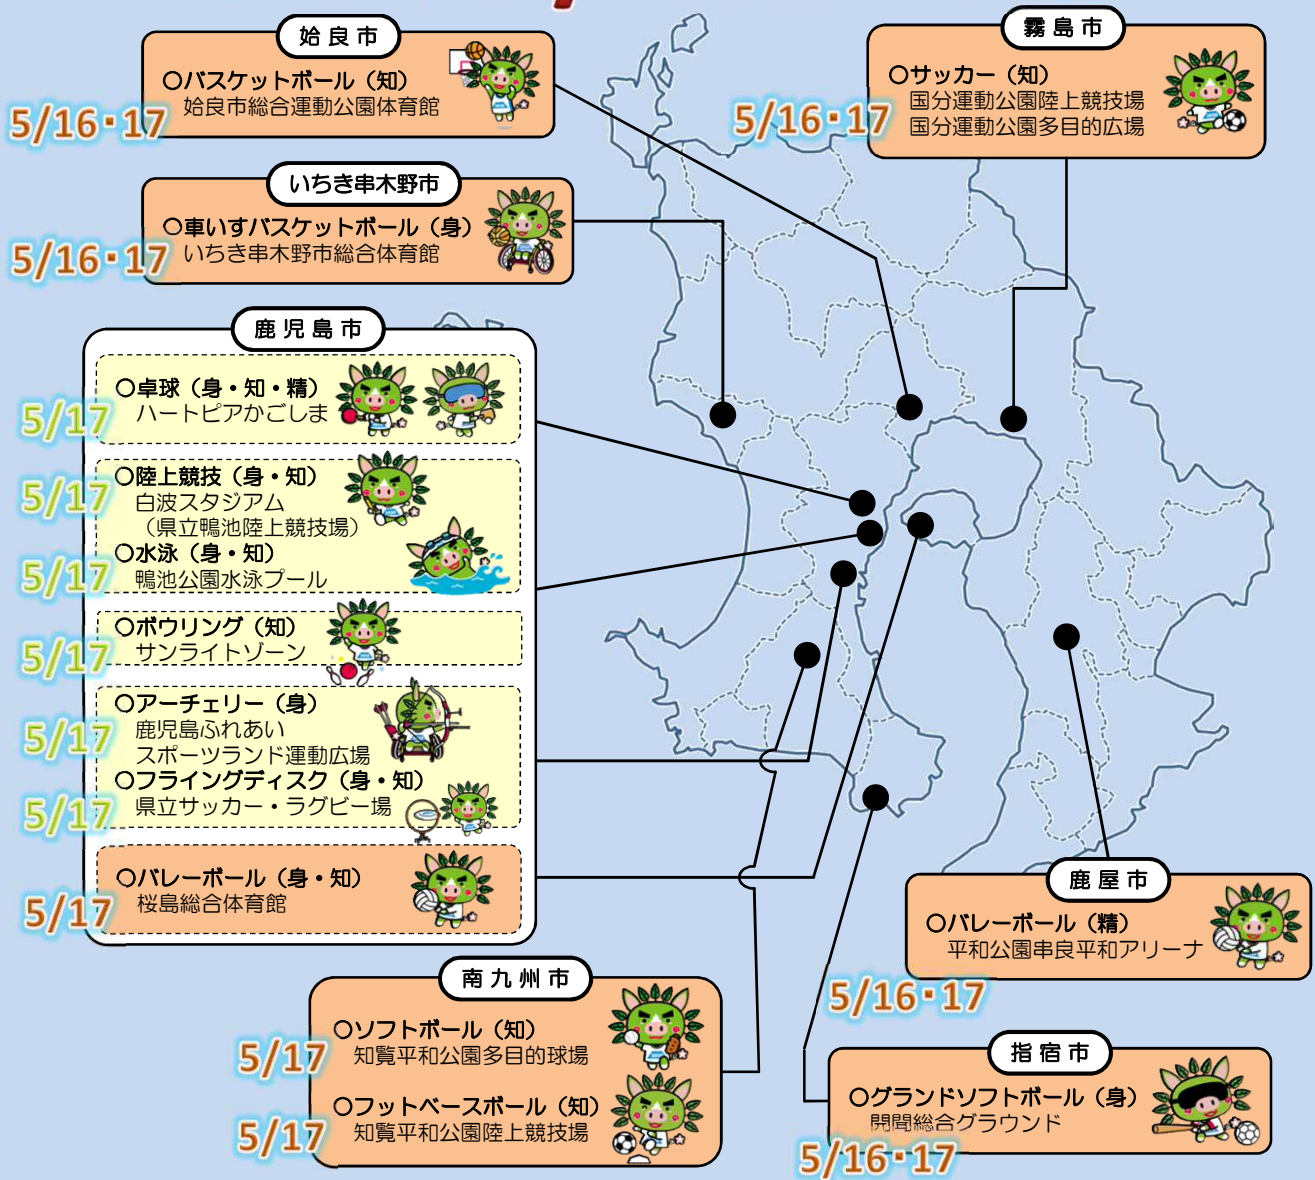 姶良市
○バスケットボール（知）
姶良市総合運動公園体育館
5/16・17
霧島市
○サッカー（知）
国分運動公園陸上競技場
国分運動公園多目的広場
5/16・17
いちき串木野市
○車いすバスケットボール（身）
いちき串木野市総合体育館
5/16・17
鹿児島市
○卓球（身・知・精）
ハートピアかごしま
5/17
○陸上競技（身・知）
白波スタジアム
（県立鴨池陸上競技場）
5/17
○水泳（身・知）
鴨池公園水泳プール
5/17
○ボウリング（知）
サンライトゾーン
5/17
○アーチェリー（身）
鹿児島ふれあい
スポーツランド運動広場
5/17
○フライングディスク（身・知）
県立サッカー・ラグビー場
5/17
○バレーボール（身・知）
桜島総合体育館
5/17
鹿屋市
○バレーボール（精）
平和公園串良平和アリーナ
5/16・17
南九州市
○ソフトボール（知）
知覧平和公園多目的球場
5/17
○フットベースボール（知）
知覧平和公園陸上競技場
5/17
指宿市
○グランドソフトボール（身）
開聞総合グラウンド
5/16・17